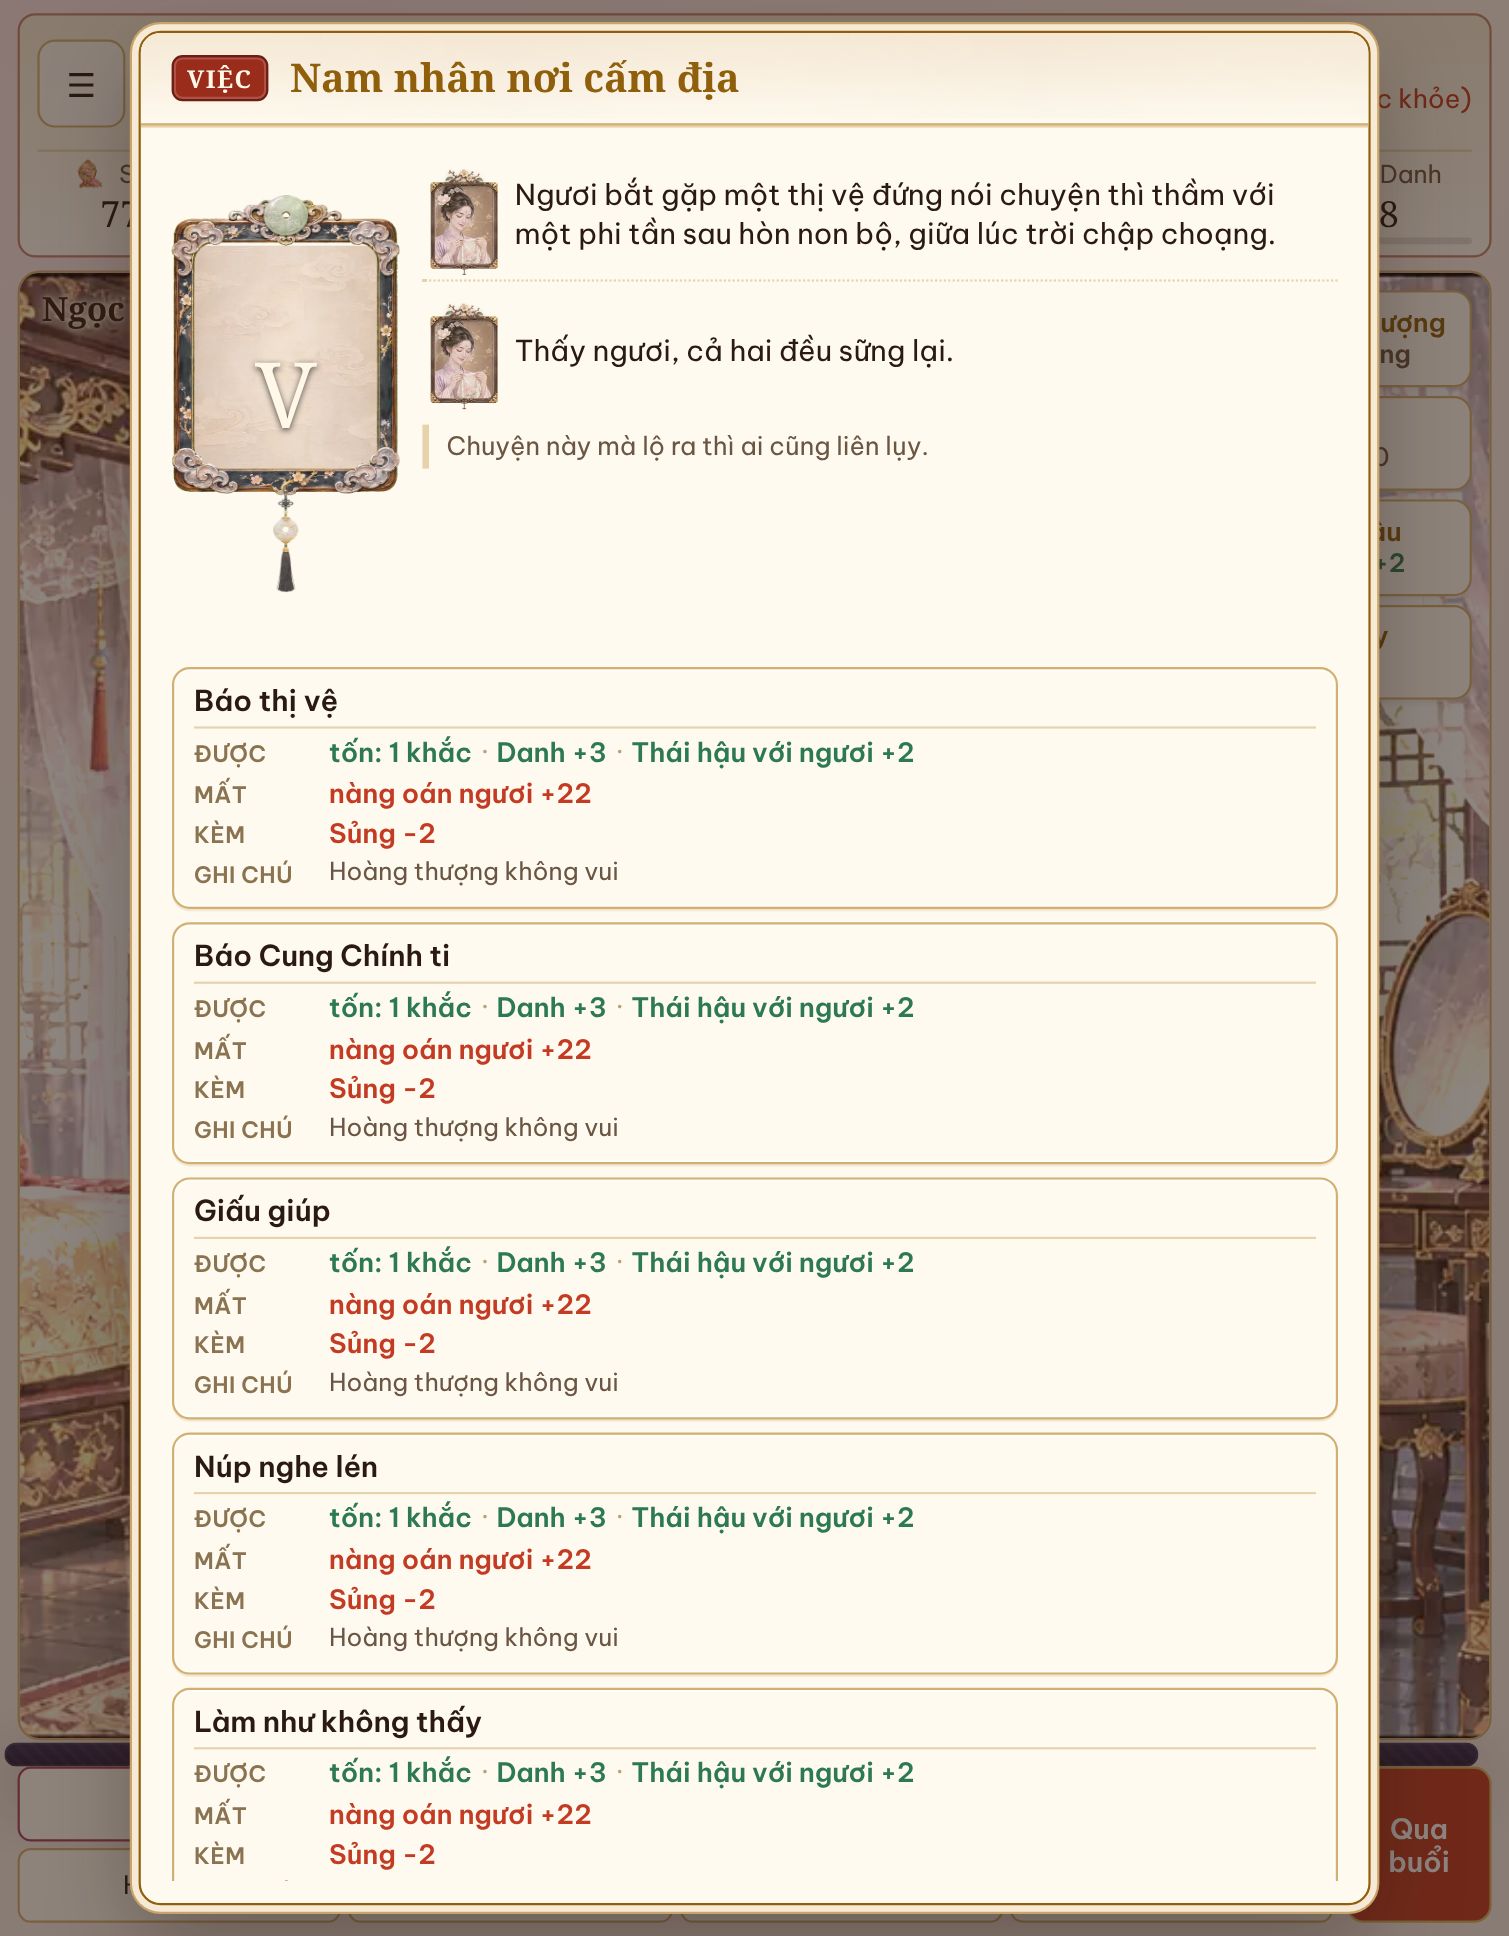 ☰
c khỏe)
S
77
Danh
8
Ngọc
ượng
ng
0
âu
+2
y
VIỆC
Nam nhân nơi cấm địa
V
Ngươi bắt gặp một thị vệ đứng nói chuyện thì thầm với
một phi tần sau hòn non bộ, giữa lúc trời chập choạng.
Thấy ngươi, cả hai đều sững lại.
Chuyện này mà lộ ra thì ai cũng liên lụy.
Báo thị vệ
ĐƯỢC tốn: 1 khắc · Danh +3 · Thái hậu với ngươi +2
MẤT nàng oán ngươi +22
KÈM Sủng -2
GHI CHÚ Hoàng thượng không vui
Báo Cung Chính ti
ĐƯỢC tốn: 1 khắc · Danh +3 · Thái hậu với ngươi +2
MẤT nàng oán ngươi +22
KÈM Sủng -2
GHI CHÚ Hoàng thượng không vui
Giấu giúp
ĐƯỢC tốn: 1 khắc · Danh +3 · Thái hậu với ngươi +2
MẤT nàng oán ngươi +22
KÈM Sủng -2
GHI CHÚ Hoàng thượng không vui
Núp nghe lén
ĐƯỢC tốn: 1 khắc · Danh +3 · Thái hậu với ngươi +2
MẤT nàng oán ngươi +22
KÈM Sủng -2
GHI CHÚ Hoàng thượng không vui
Làm như không thấy
ĐƯỢC tốn: 1 khắc · Danh +3 · Thái hậu với ngươi +2
MẤT nàng oán ngươi +22
KÈM Sủng -2
H
Qua
buổi